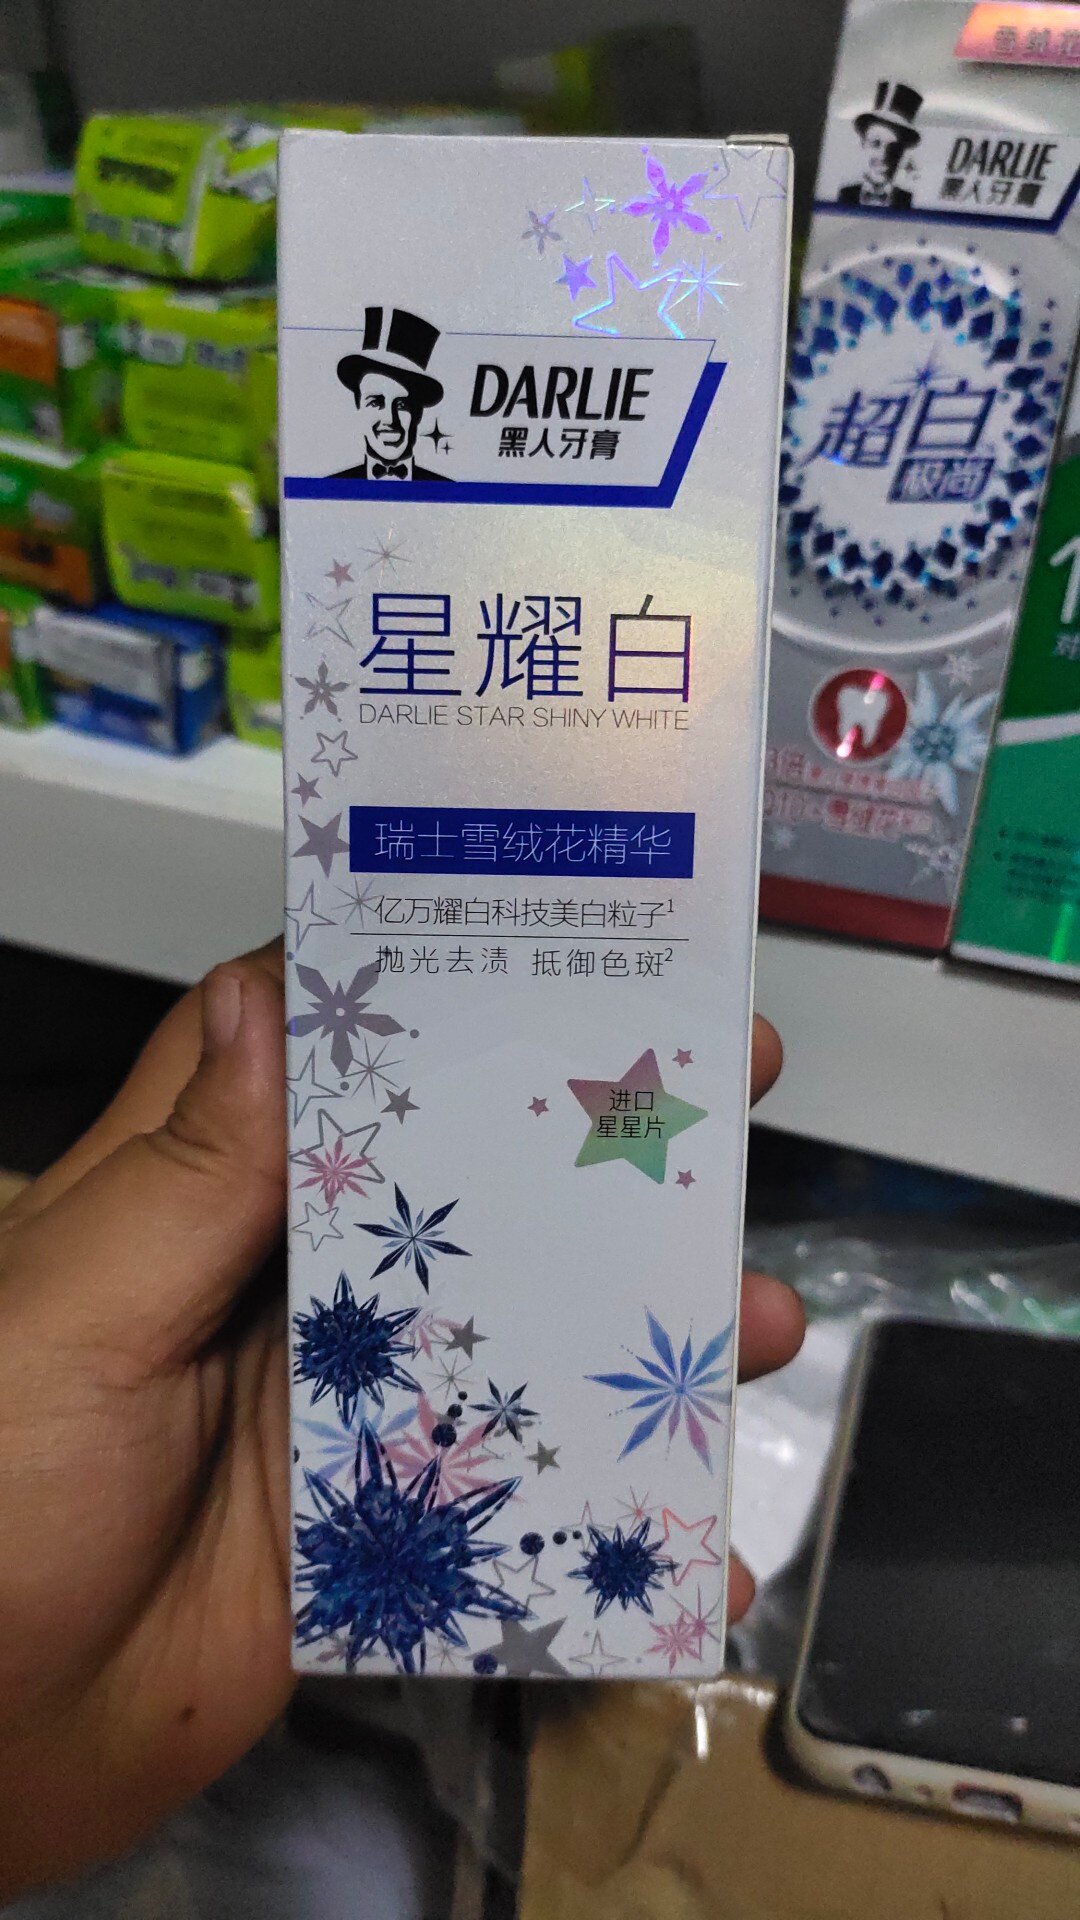 DARLIE
黑人牙膏
星耀白
DARLIE STAR SHINY WHITE
瑞士雪绒花精华
亿万耀白科技美白粒子1
抛光去渍 抵御色斑2
进口
星星片
DARLIE
黑人牙膏
超白
极尚